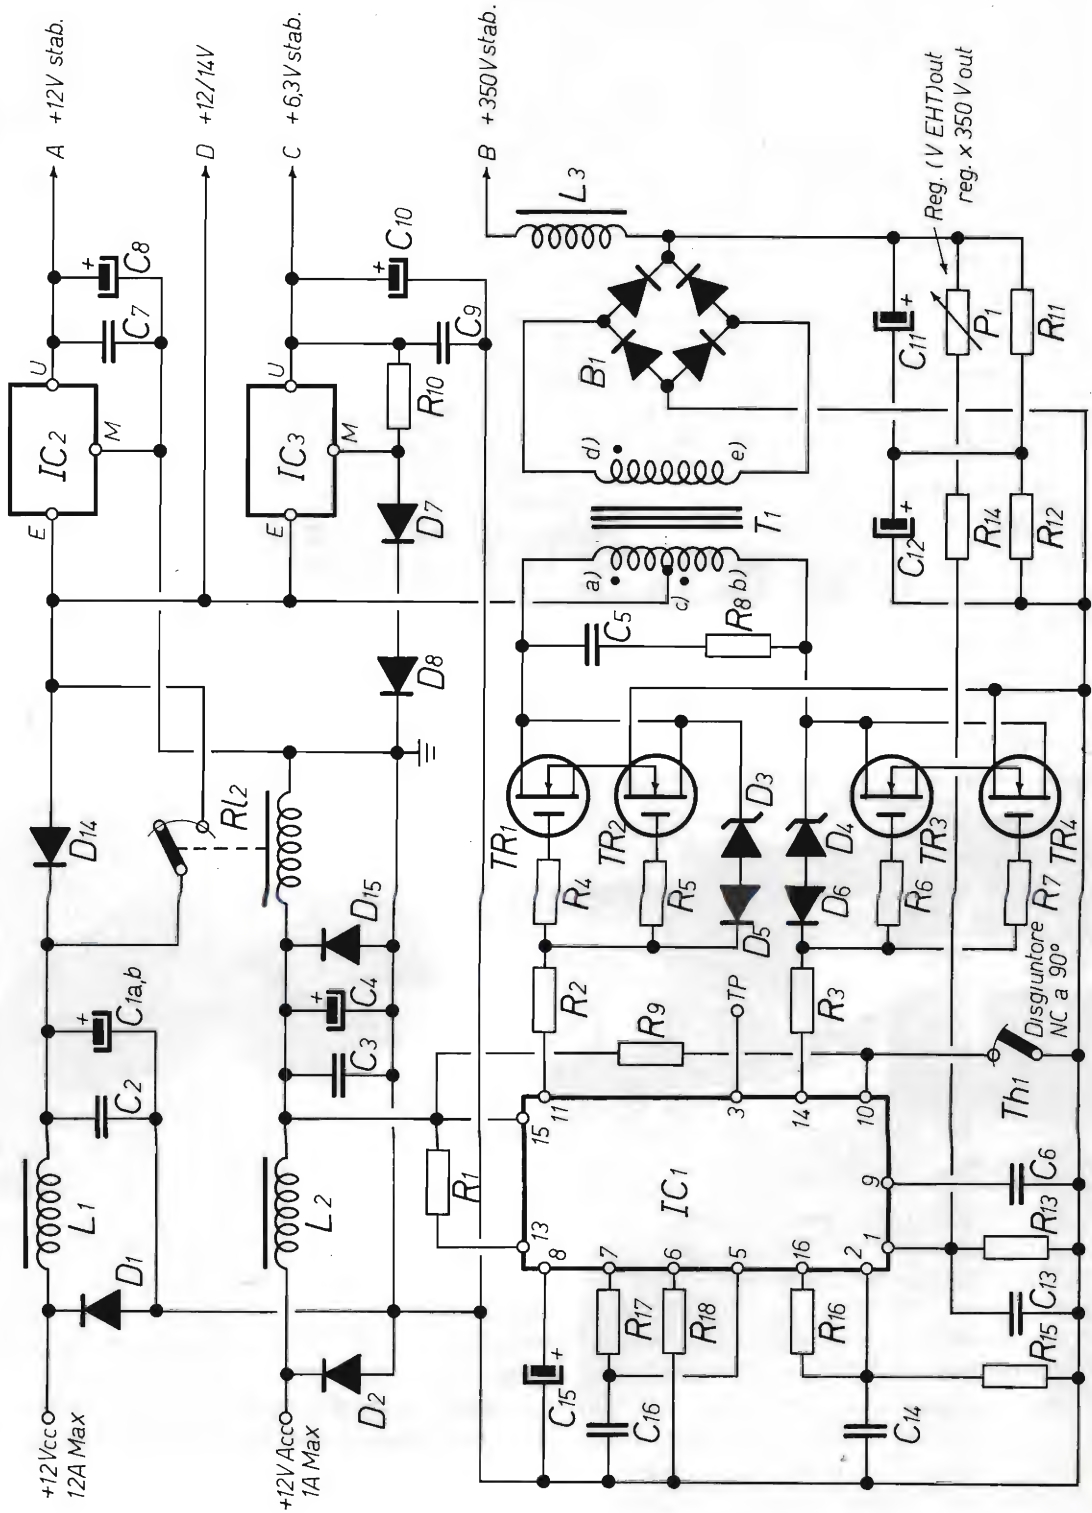 +12Vcc
12A Max
L1
D1
C2
C1a,b
+
D14
E
IC2
U
M
C7
C8
+
A +12V stab.
D +12/14V
+12V Acc
1A Max
L2
D2
C3
C4
+
D15
Rl2
E
IC3
U
M
D8
D7
R10
C9
C10
+
C +6,3V stab.
B +350V stab.
L3
R1
R9
R2
R4
R5
TR1
TR2
D5
D3
D6
D4
R3
R6
R7
TR3
TR4
C5
R8
a)
c)
b)
T1
d)
e)
B1
TP
IC1
13
15
8
7
6
5
16
2
1
9
11
3
14
10
C15
+
R17
R18
C16
R16
C14
R15
C13
R13
C6
Th1
Disgiuntore
NC a 90°
C12
+
C11
+
R14
P1
R12
R11
Reg. (V EHT) out
reg. x 350 V out